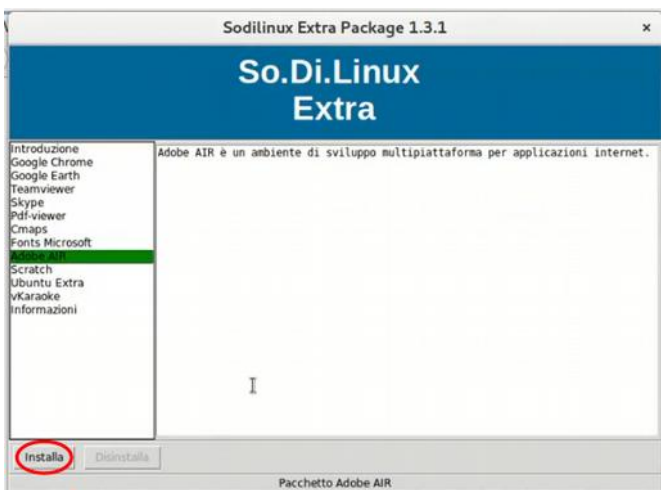 Sodilinux Extra Package 1.3.1
×
So.Di.Linux
Extra
Introduzione
Google Chrome
Google Earth
Teamviewer
Skype
Pdf-viewer
Cmaps
Fonts Microsoft
Adobe AIR
Scratch
Ubuntu Extra
vKaraoke
Informazioni
Adobe AIR è un ambiente di sviluppo multipiattaforma per applicazioni internet.
Installa
Disinstalla
Pacchetto Adobe AIR